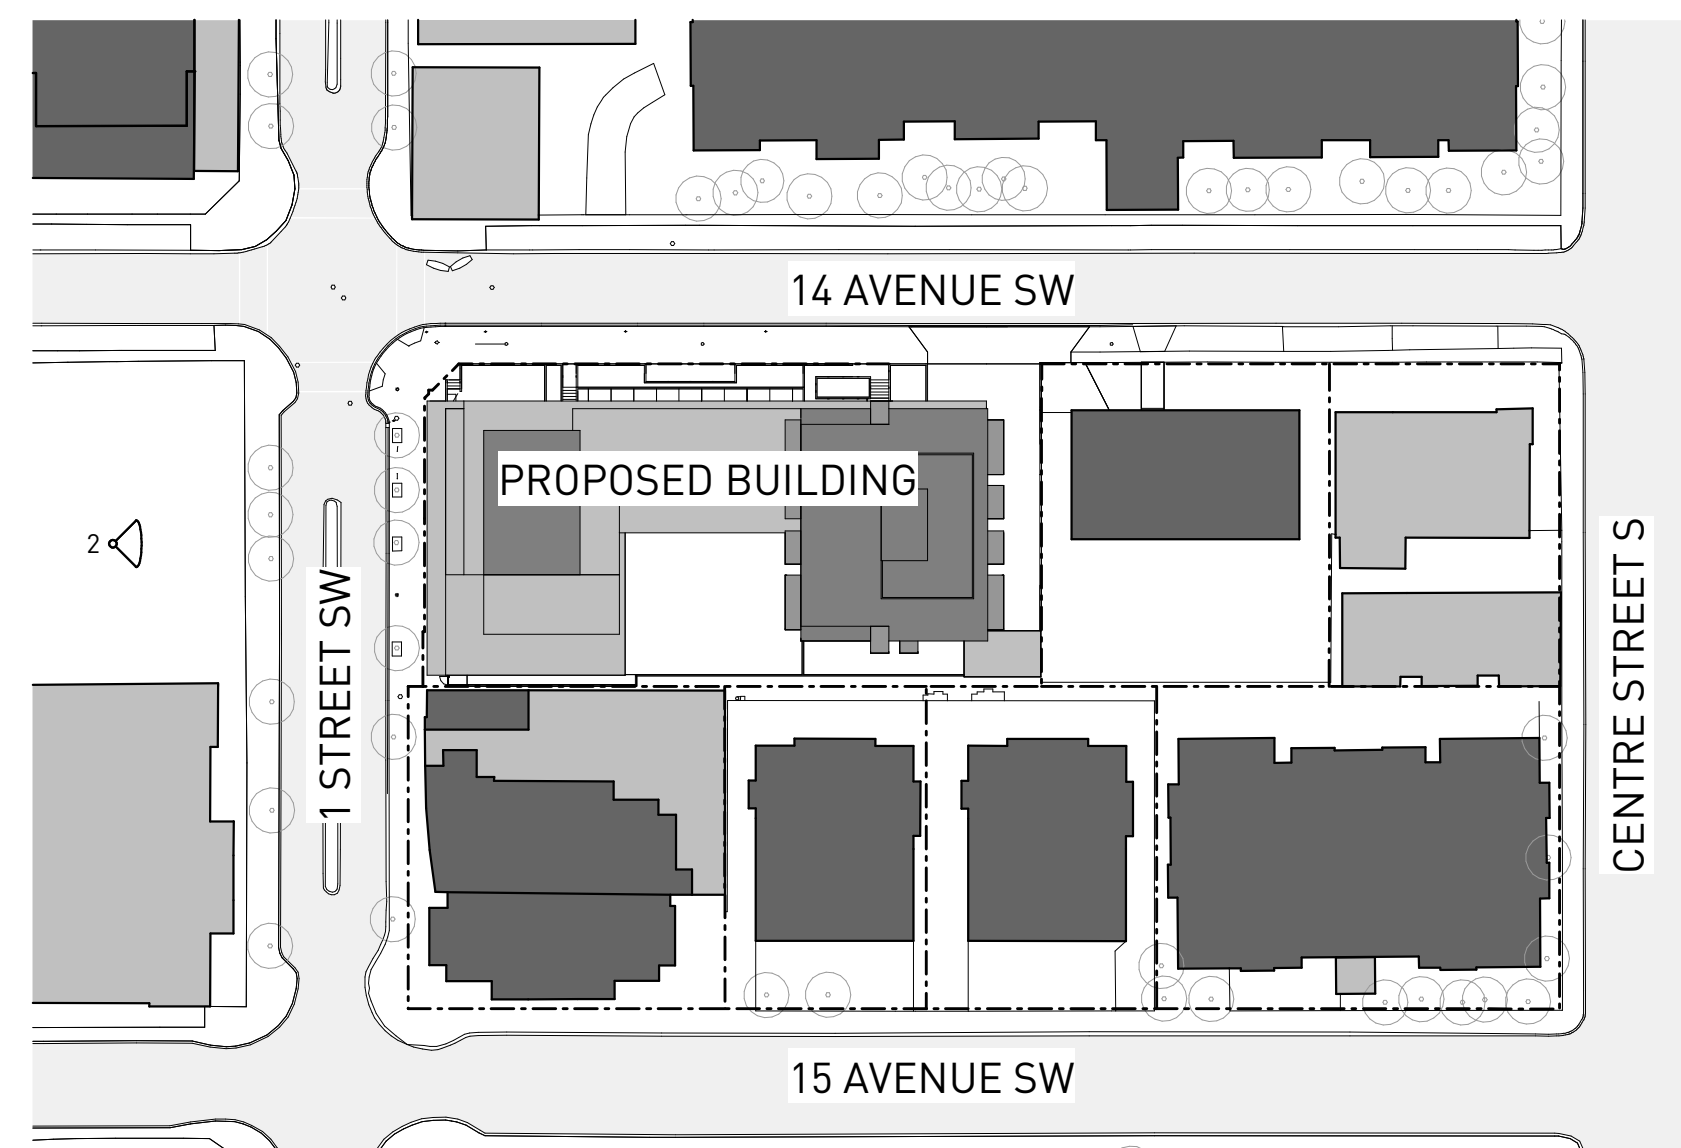 14 AVENUE SW
PROPOSED BUILDING
2
1 STREET SW
CENTRE STREET S
15 AVENUE SW